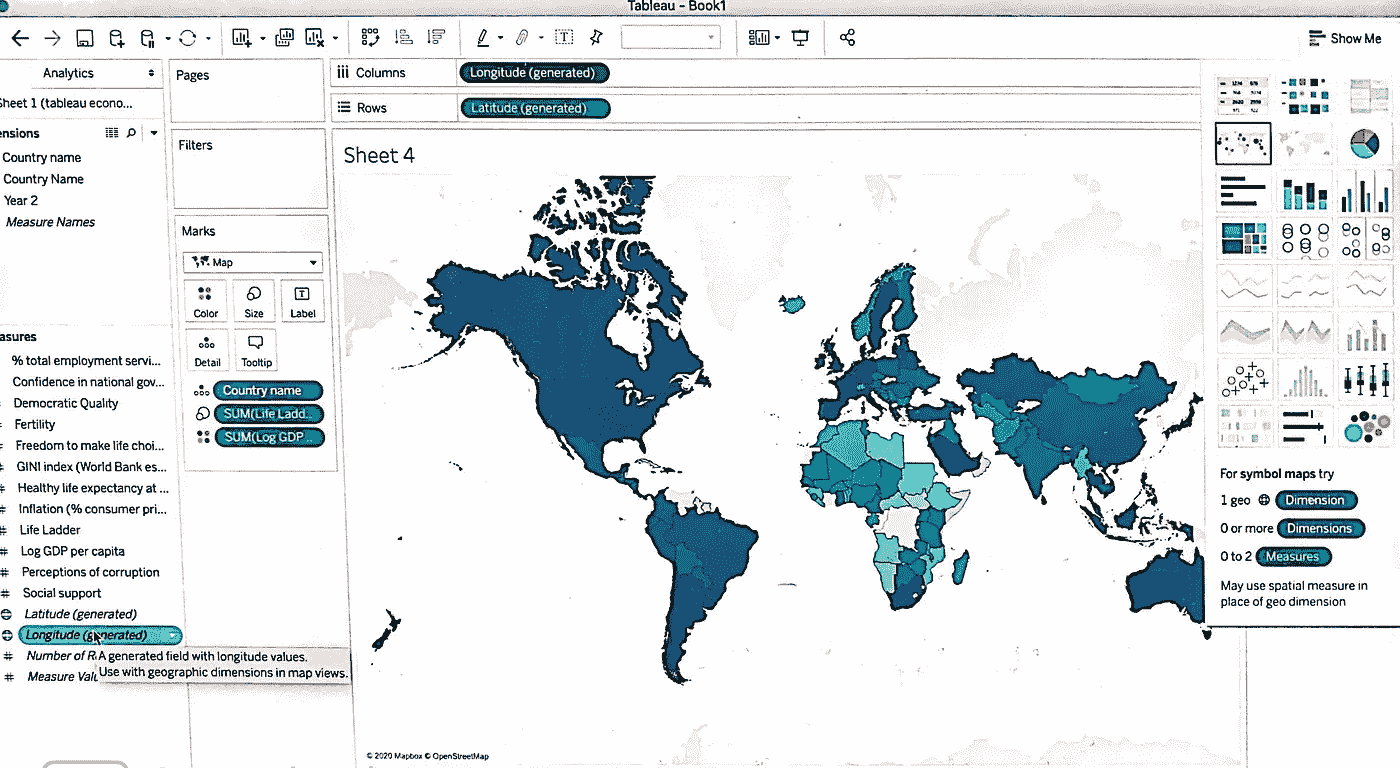 Tableau - Book1
Show Me
Analytics
Pages
Columns
Longitude (generated)
Sheet 1 (tableau econo...
Rows
Latitude (generated)
ensions
Filters
Sheet 4
Country name
Country Name
Year 2
Measure Names
Marks
Map
Color
Size
Label
Detail
Tooltip
Country name
SUM(Life Ladd..
SUM(Log GDP ..
asures
% total employment servi...
Confidence in national gov...
Democratic Quality
Fertility
Freedom to make life choi...
GINI index (World Bank es...
Healthy life expectancy at ...
Inflation (% consumer pri...
Life Ladder
Log GDP per capita
Perceptions of corruption
Social support
Latitude (generated)
Longitude (generated)
Number of R
A generated field with longitude values.
Use with geographic dimensions in map views.
Measure Valu
For symbol maps try
1 geo Dimension
0 or more Dimensions
0 to 2 Measures
May use spatial measure in
place of geo dimension
© 2020 Mapbox © OpenStreetMap